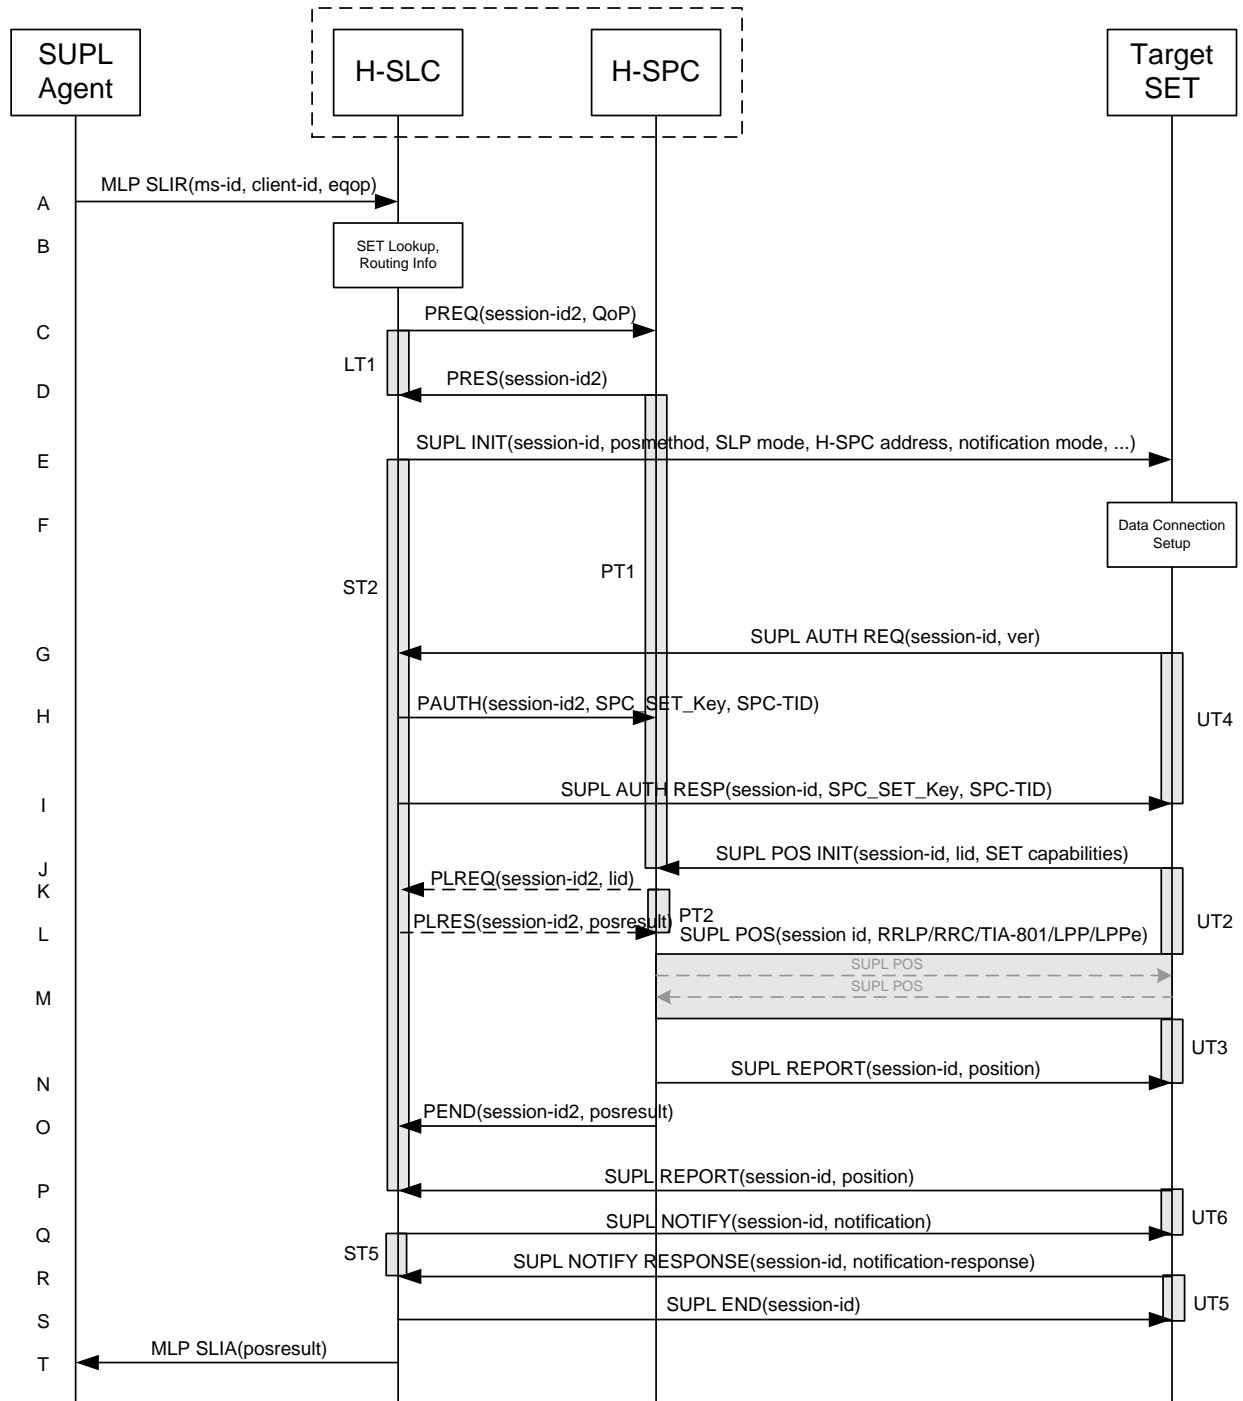 SUPL
Agent
H-SLC
H-SPC
Target
SET
A
MLP SLIR(ms-id, client-id, eqop)
B
SET Lookup,
Routing Info
C
PREQ(session-id2, QoP)
LT1
D
PRES(session-id2)
E
SUPL INIT(session-id, posmethod, SLP mode, H-SPC address, notification mode, ...)
F
Data Connection
Setup
ST2
PT1
G
SUPL AUTH REQ(session-id, ver)
H
PAUTH(session-id2, SPC_SET_Key, SPC-TID)
UT4
I
SUPL AUTH RESP(session-id, SPC_SET_Key, SPC-TID)
J
SUPL POS INIT(session-id, lid, SET capabilities)
K
PLREQ(session-id2, lid)
L
PLRES(session-id2, posresult)
PT2
UT2
SUPL POS(session id, RRLP/RRC/TIA-801/LPP/LPPe)
SUPL POS
M
SUPL POS
UT3
N
SUPL REPORT(session-id, position)
O
PEND(session-id2, posresult)
P
SUPL REPORT(session-id, position)
Q
SUPL NOTIFY(session-id, notification)
UT6
ST5
R
SUPL NOTIFY RESPONSE(session-id, notification-response)
S
SUPL END(session-id)
UT5
T
MLP SLIA(posresult)